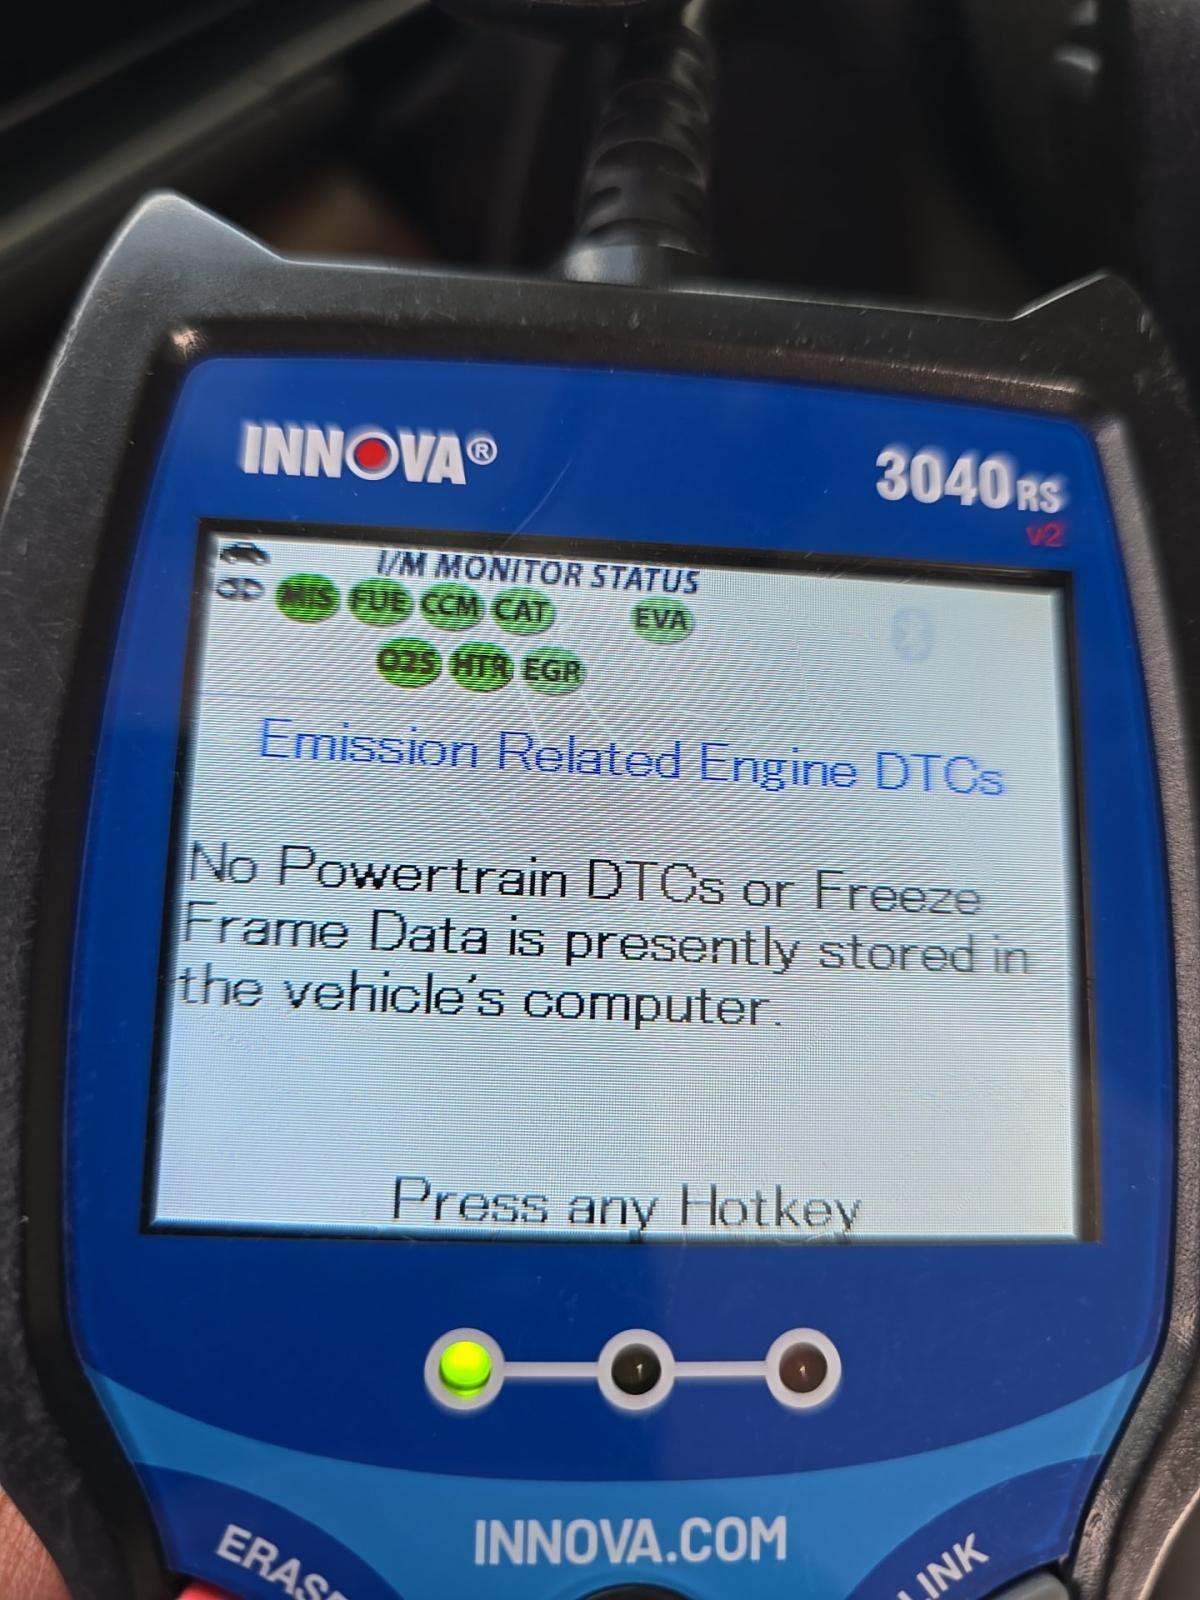 INNOVA®
3040RS
v2
I/M MONITOR STATUS
MIS FUE CCM CAT EVA
O2S HTR EGR
Emission Related Engine DTCs
No Powertrain DTCs or Freeze
Frame Data is presently stored in
the vehicle's computer.
Press any Hotkey
INNOVA.COM
ERASE
LINK